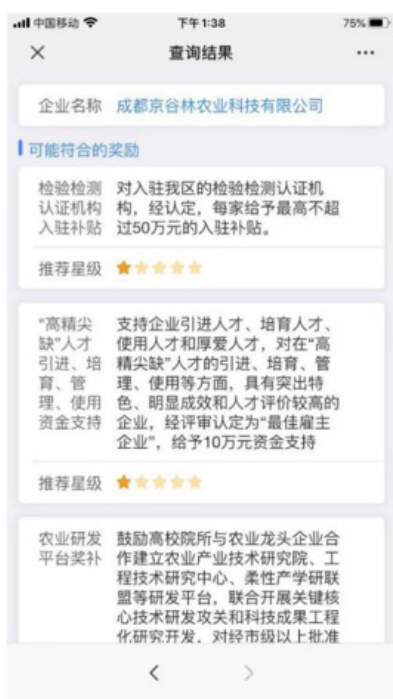 中国移动 下午1:38 75%
查询结果
企业名称 成都京谷林农业科技有限公司
可能符合的奖励
检验检测 对入驻我区的检验检测认证机
认证机构 构，经认定，每家给予最高不超
入驻补贴 过50万元的入驻补贴。
推荐星级
“高精尖 支持企业引进人才、培育人才、
缺”人才 使用人才和厚爱人才，对在“高
引进、培 精尖缺”人才的引进、培育、管
育、管 理、使用等方面，具有突出特
理、使用 色、明显成效和人才评价较高的
资金支持 企业，经评审认定为“最佳雇主
企业”，给予10万元资金支持
推荐星级
农业研发 鼓励高校院所与农业龙头企业合
平台奖补 作建立农业产业技术研究院、工
程技术研究中心、柔性产学研联
盟等研发平台，联合开展关键核
心技术研发攻关和科技成果工程
化研究开发，对经市级以上批准